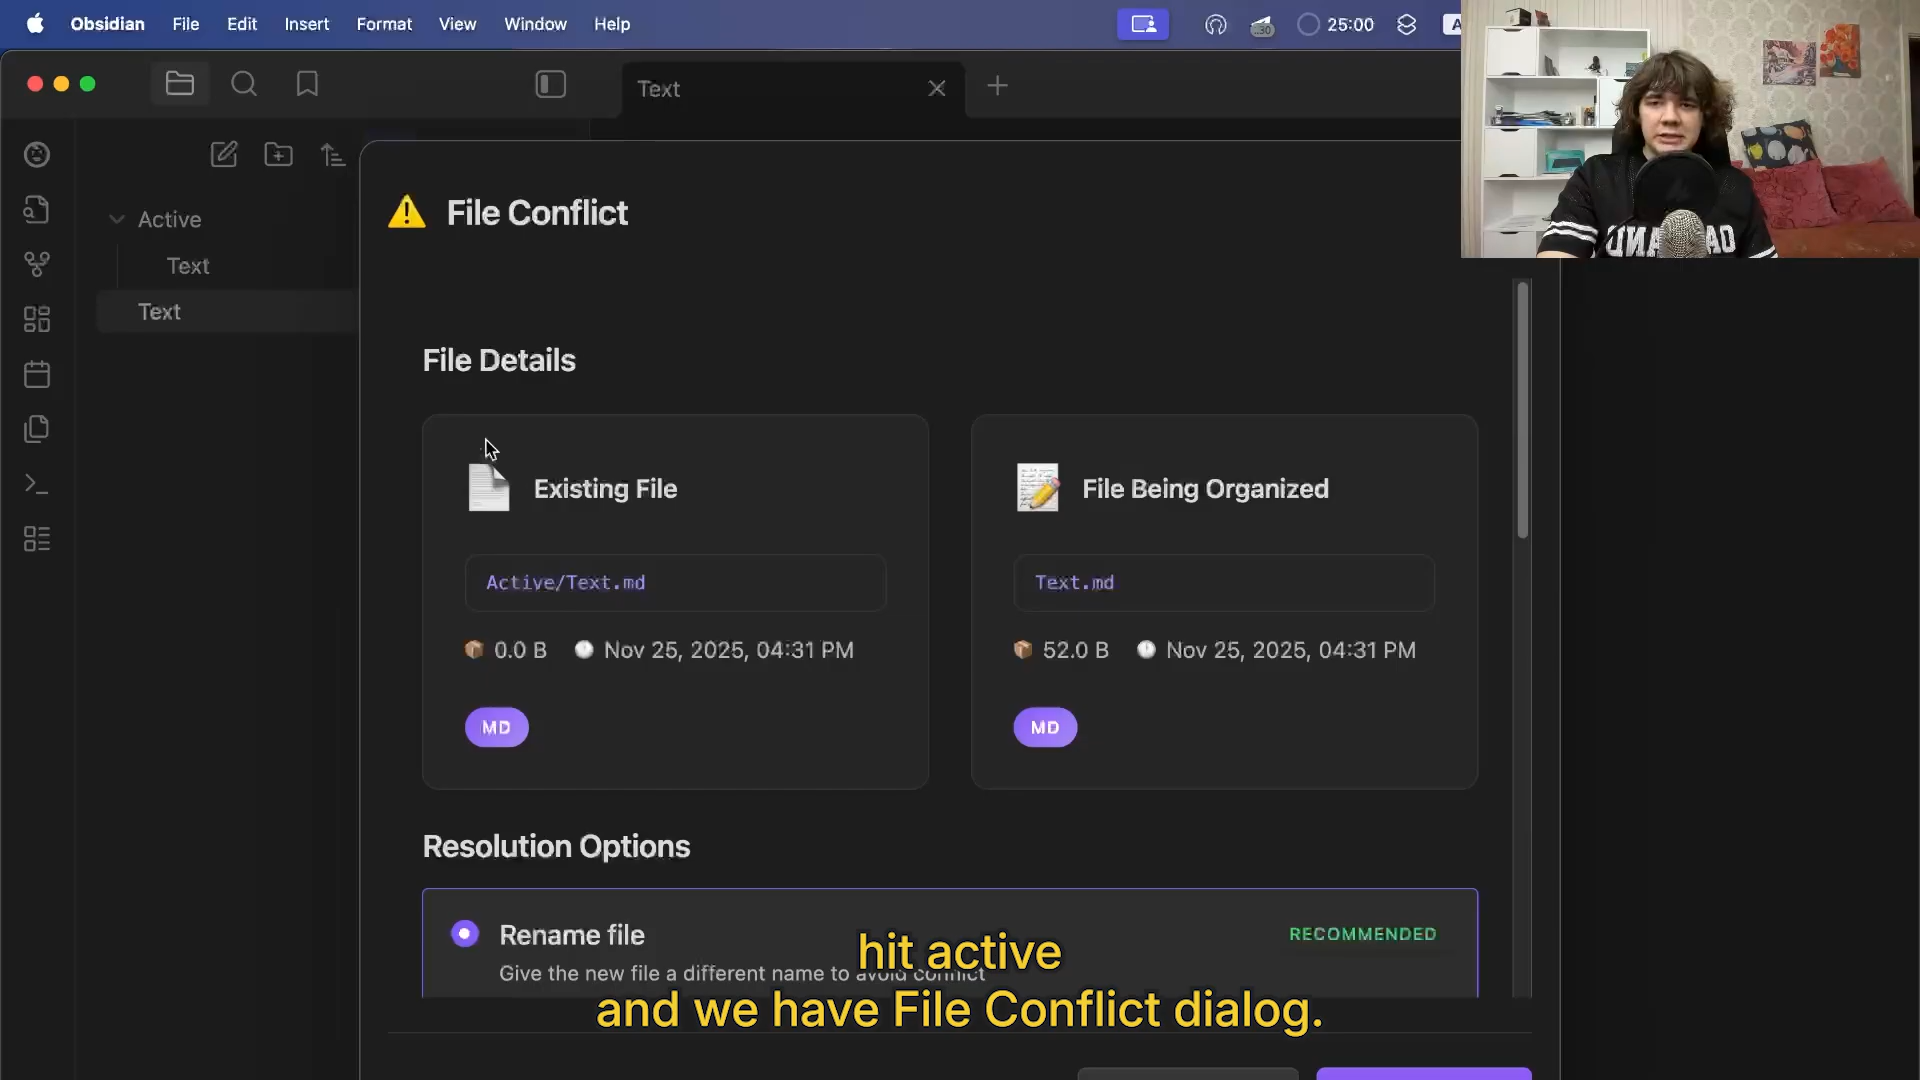 Obsidian File Edit Insert Format View Window Help 30 25:00 A
Text
Active
Text
Text
File Conflict
File Details
Existing File
File Being Organized
Active/Text.md
Text.md
0.0 B Nov 25, 2025, 04:31 PM
52.0 B Nov 25, 2025, 04:31 PM
MD
MD
Resolution Options
Rename file
RECOMMENDED
Give the new file a different name to avoid conflict
hit active
and we have File Conflict dialog.